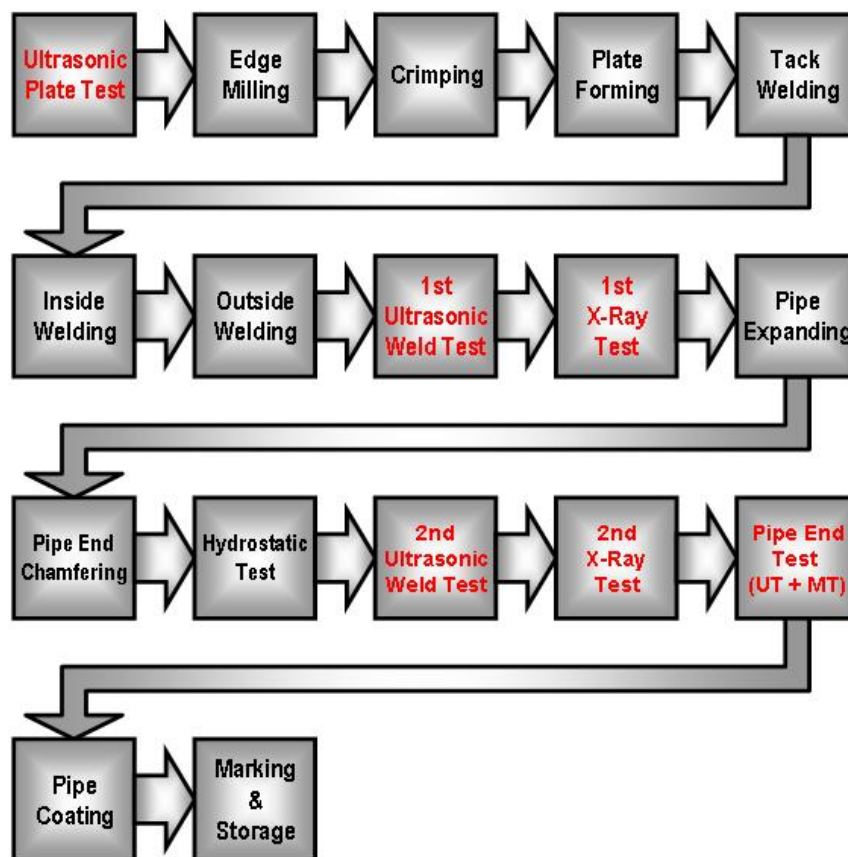 Ultrasonic
Plate Test
Edge
Milling
Crimping
Plate
Forming
Tack
Welding
Inside
Welding
Outside
Welding
1st
Ultrasonic
Weld Test
1st
X-Ray
Test
Pipe
Expanding
Pipe End
Chamfering
Hydrostatic
Test
2nd
Ultrasonic
Weld Test
2nd
X-Ray
Test
Pipe End
Test
(UT + MT)
Pipe
Coating
Marking
&
Storage